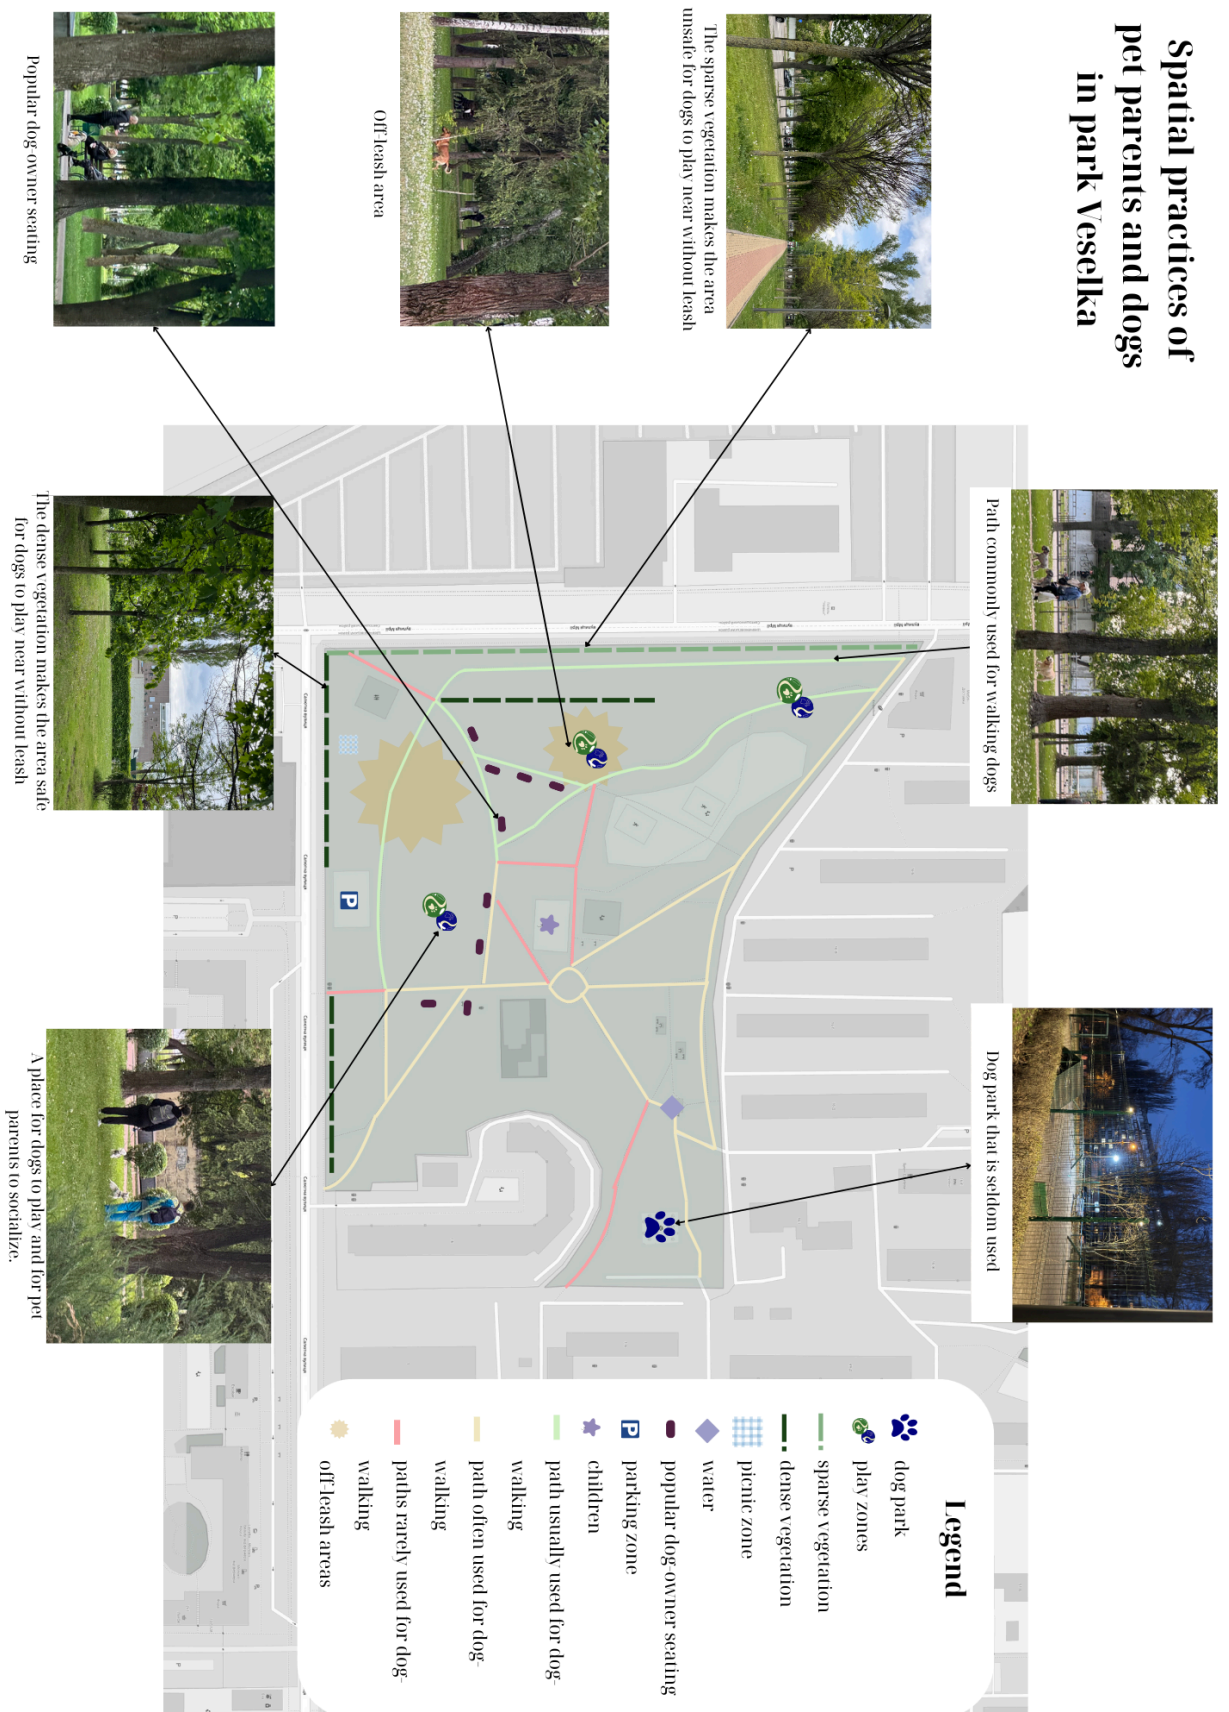 Spatial practices of
pet parents and dogs
in park Veselka
The sparse vegetation makes the area
unsafe for dogs to play near without leash
Off-leash area
Popular dog-owner seating
Path commonly used for walking dogs
Dog park that is seldom used
The dense vegetation makes the area safe
for dogs to play near without leash
A place for dogs to play and for pet
parents to socialize.
P
Legend
dog park
play zones
sparse vegetation
dense vegetation
picnic zone
water
popular dog-owner seating
P
parking zone
children
path usually used for dog-
walking
path often used for dog-
walking
paths rarely used for dog-
walking
off-leash areas